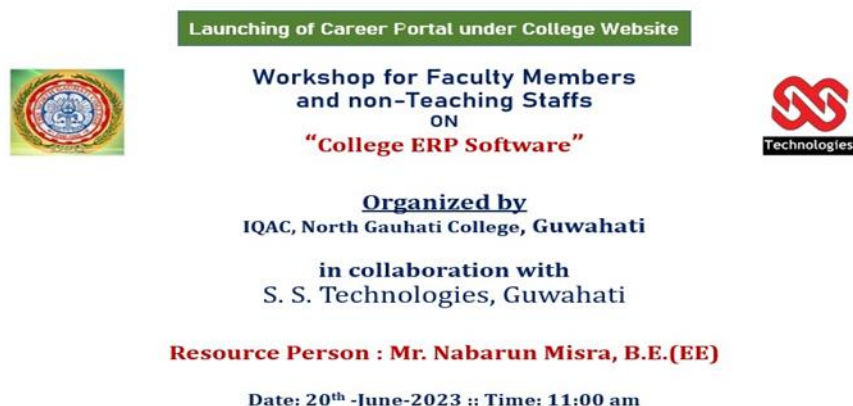 Launching of Career Portal under College Website
Workshop for Faculty Members
and non-Teaching Staffs
ON
“College ERP Software”
Technologies
Organized by
IQAC, North Gauhati College, Guwahati
in collaboration with
S. S. Technologies, Guwahati
Resource Person : Mr. Nabarun Misra, B.E.(EE)
Date: 20th -June-2023 :: Time: 11:00 am